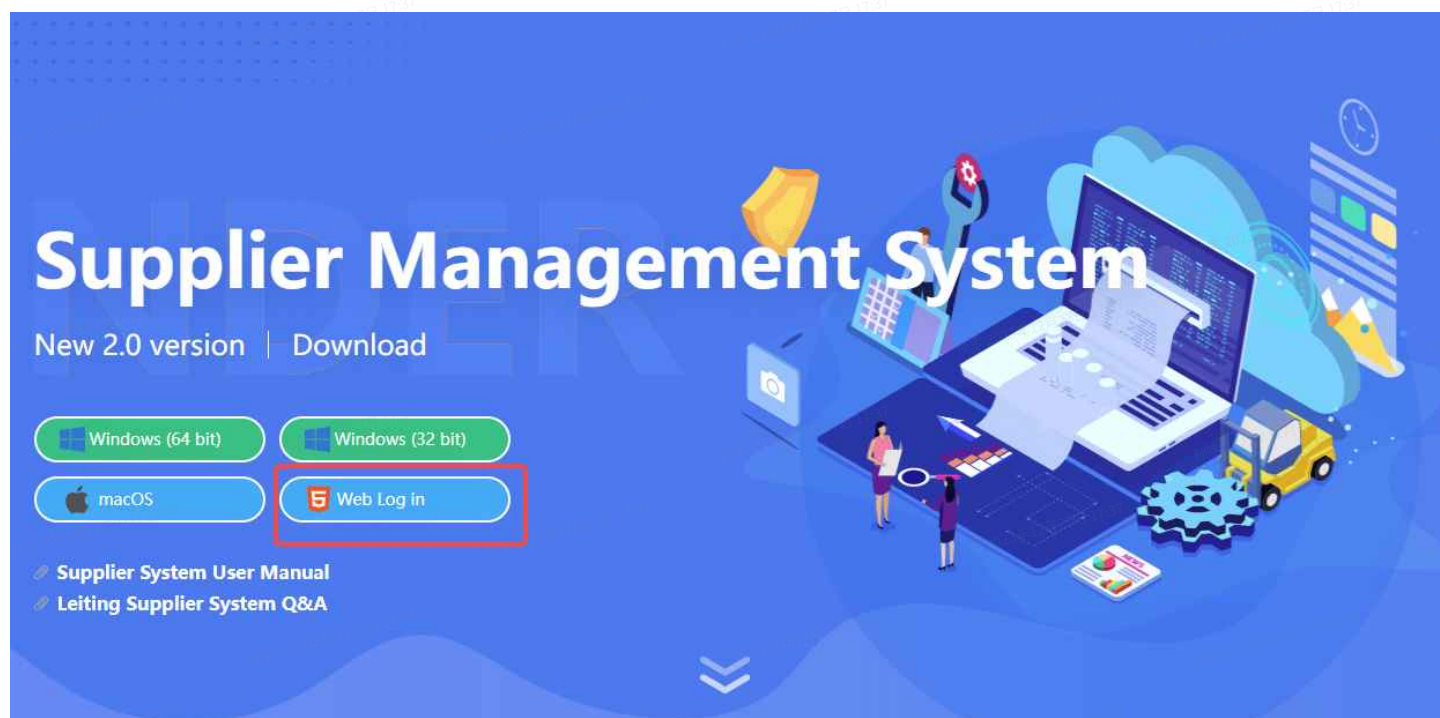 Supplier Management System
New 2.0 version | Download
Windows (64 bit)
Windows (32 bit)
macOS
Web Log in
Supplier System User Manual
Leiting Supplier System Q&A
NEWS